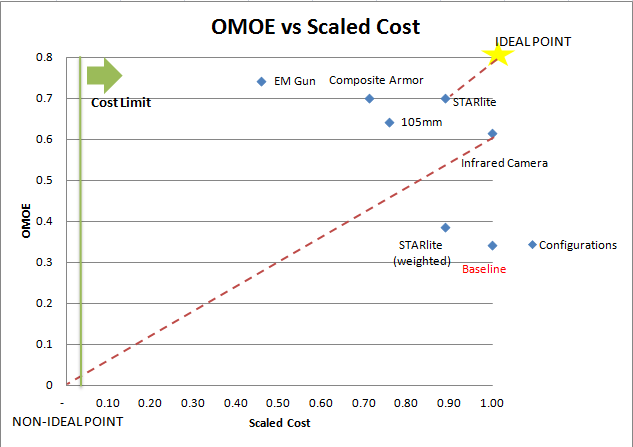 OMOE vs Scaled Cost
IDEAL POINT
0.8
EM Gun
Composite Armor
Cost Limit
0.7
STARlite
105mm
0.6
Infrared Camera
0.5
OMOE
0.4
STARlite
(weighted)
Configurations
Baseline
0.3
0.2
0.1
0
- 0.10 0.20 0.30 0.40 0.50 0.60 0.70 0.80 0.90 1.00
NON-IDEAL POINT
Scaled Cost